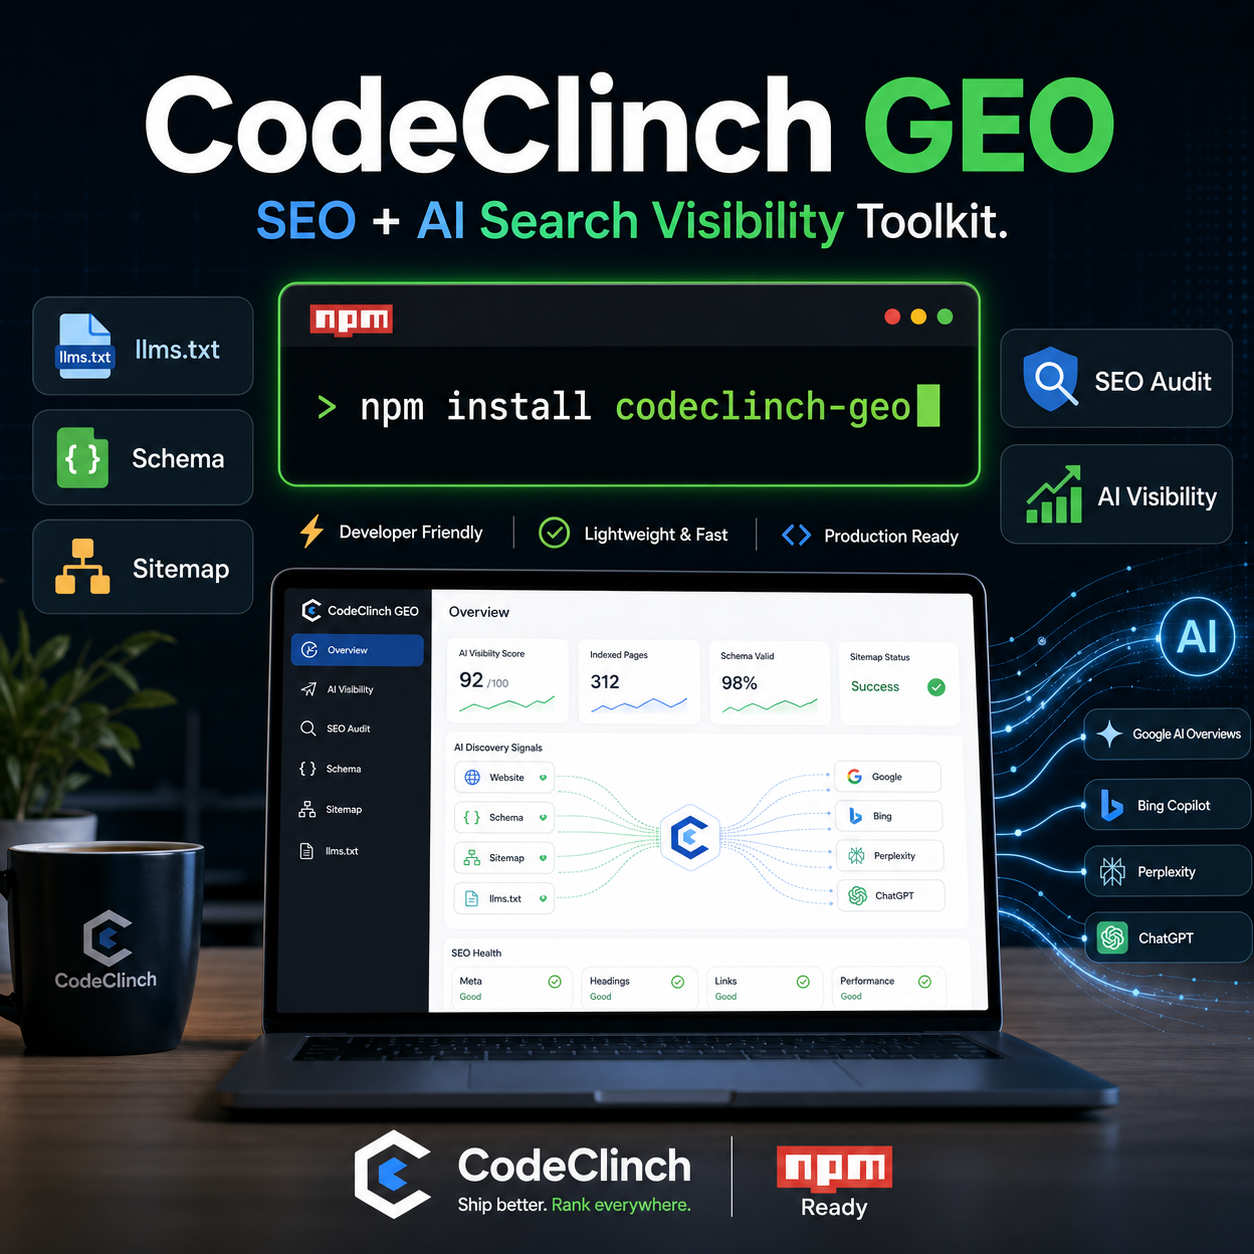 CodeClinch GEO
SEO + AI Search Visibility Toolkit.
llms.txt
llms.txt
Schema
Sitemap
npm
> npm install codeclinch-geo
SEO Audit
AI Visibility
Developer Friendly
Lightweight & Fast
Production Ready
CodeClinch GEO
Overview
AI Visibility
SEO Audit
Schema
Sitemap
llms.txt
Overview
AI Visibility Score
92 /100
Indexed Pages
312
Schema Valid
98%
Sitemap Status
Success
AI Discovery Signals
Website
Schema
Sitemap
llms.txt
Google
Bing
Perplexity
ChatGPT
SEO Health
Meta
Good
Headings
Good
Links
Good
Performance
Good
AI
Google AI Overviews
Bing Copilot
Perplexity
ChatGPT
CodeClinch
CodeClinch
Ship better. Rank everywhere.
npm
Ready